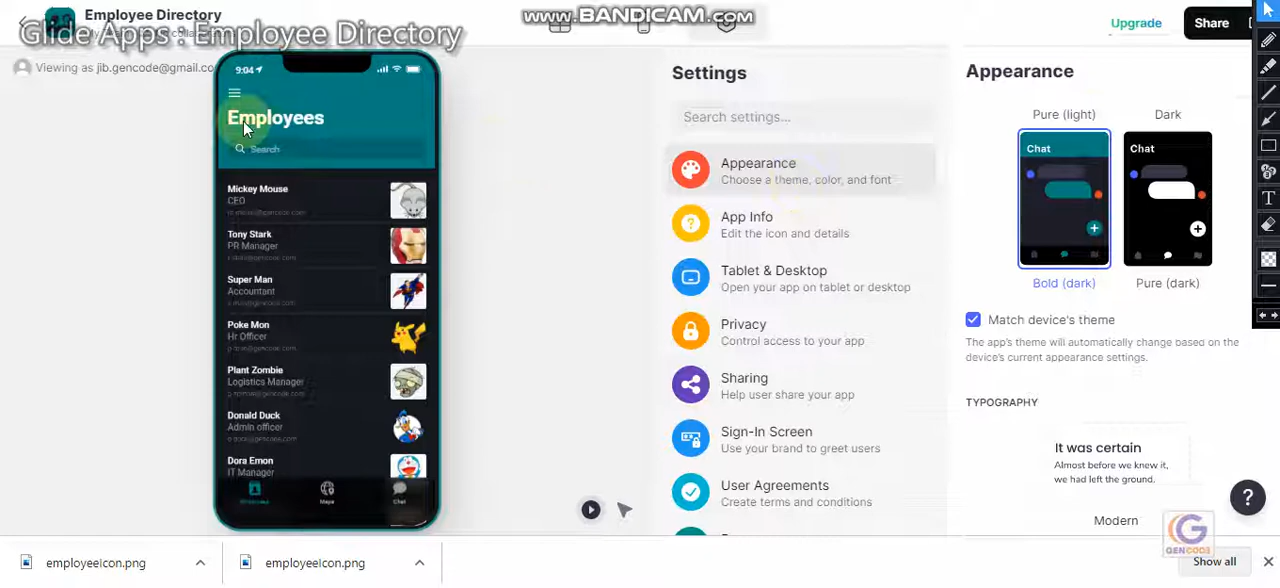 Employee Directory
www.BANDICAM.com
Glide Apps : Employee Directory
Upgrade
Share
Viewing as jib.gencode@gmail.co
9:04
Employees
Search
Mickey Mouse
CEO
Tony Stark
PR Manager
Super Man
Accountant
Poke Mon
Hr Officer
Plant Zombie
Logistics Manager
Donald Duck
Admin officer
Dora Emon
IT Manager
Maps
Chat
Settings
Search settings...
Appearance
Choose a theme, color, and font
App Info
Edit the icon and details
Tablet & Desktop
Open your app on tablet or desktop
Privacy
Control access to your app
Sharing
Help user share your app
Sign-In Screen
Use your brand to greet users
User Agreements
Create terms and conditions
Appearance
Pure (light)
Dark
Chat
Chat
Bold (dark)
Pure (dark)
Match device's theme
The app's theme will automatically change based on the
device's current appearance settings.
TYPOGRAPHY
It was certain
Almost before we knew it,
we had left the ground.
Modern
?
T
G
GENCODE
employeeIcon.png
employeeIcon.png
Show all